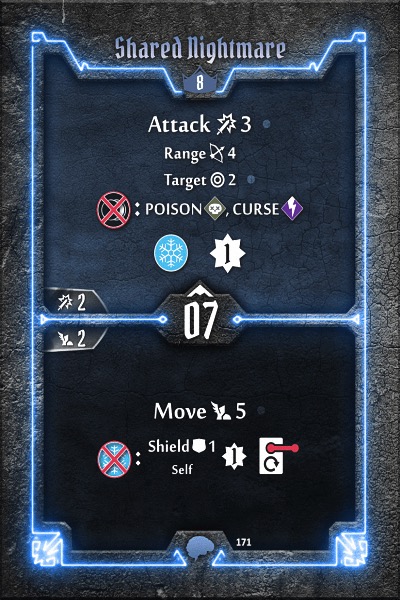 Shared Nightmare
8
Attack 3
Range 4
Target 2
: POISON, CURSE
1
2
07
2
Move 5
: Shield 1
Self
1
171